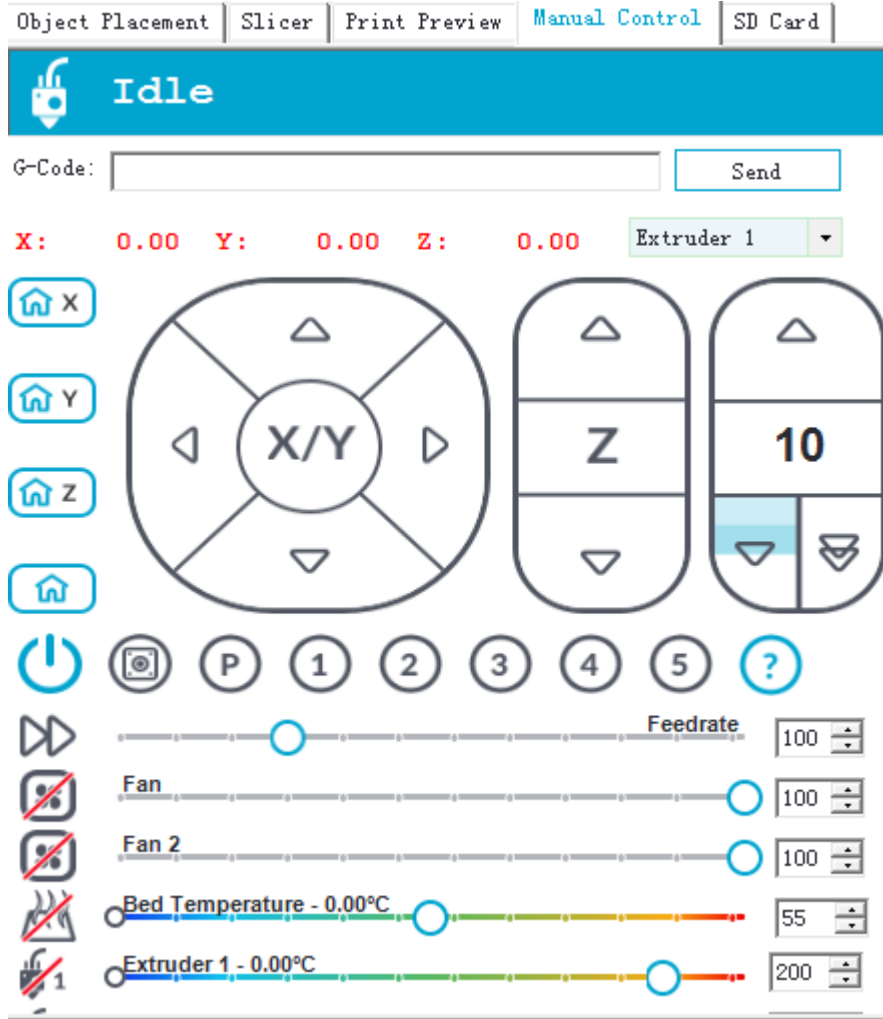 Object Placement Slicer Print Preview Manual Control SD Card
Idle
G-Code: Send
X: 0.00 Y: 0.00 Z: 0.00 Extruder 1
X
Y
X/Y Z 10
Z
P 1 2 3 4 5 ?
Feedrate 100
Fan 100
Fan 2 100
Bed Temperature - 0.00°C 55
Extruder 1 - 0.00°C 200
1